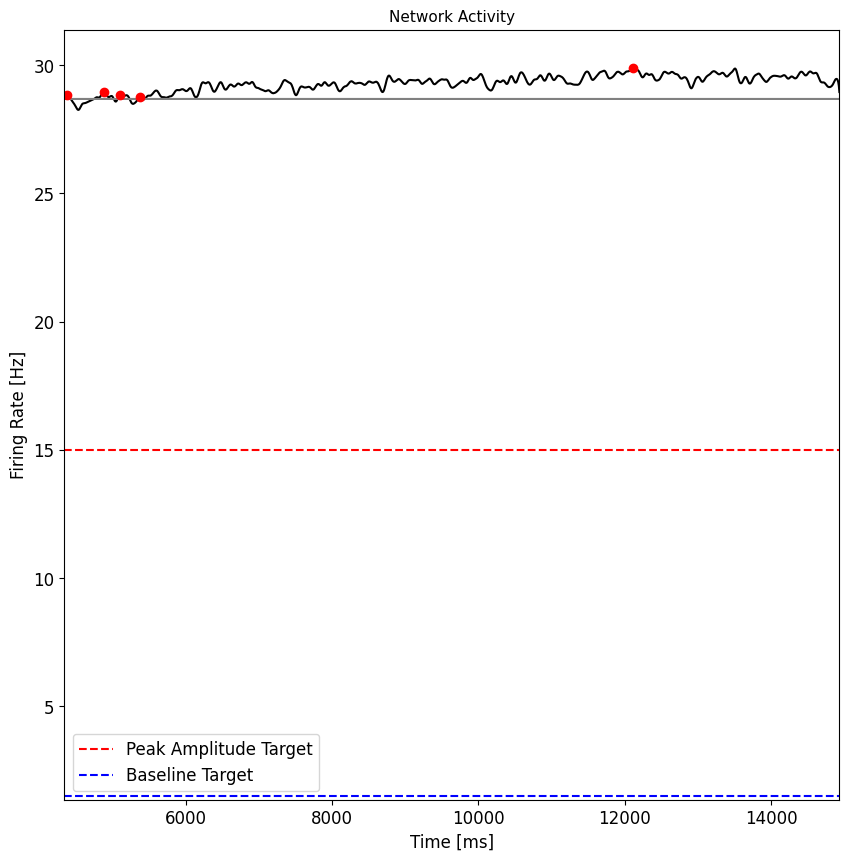 Network Activity
Firing Rate [Hz]
30
25
20
15
10
5
Peak Amplitude Target
Baseline Target
6000 8000 10000 12000 14000
Time [ms]